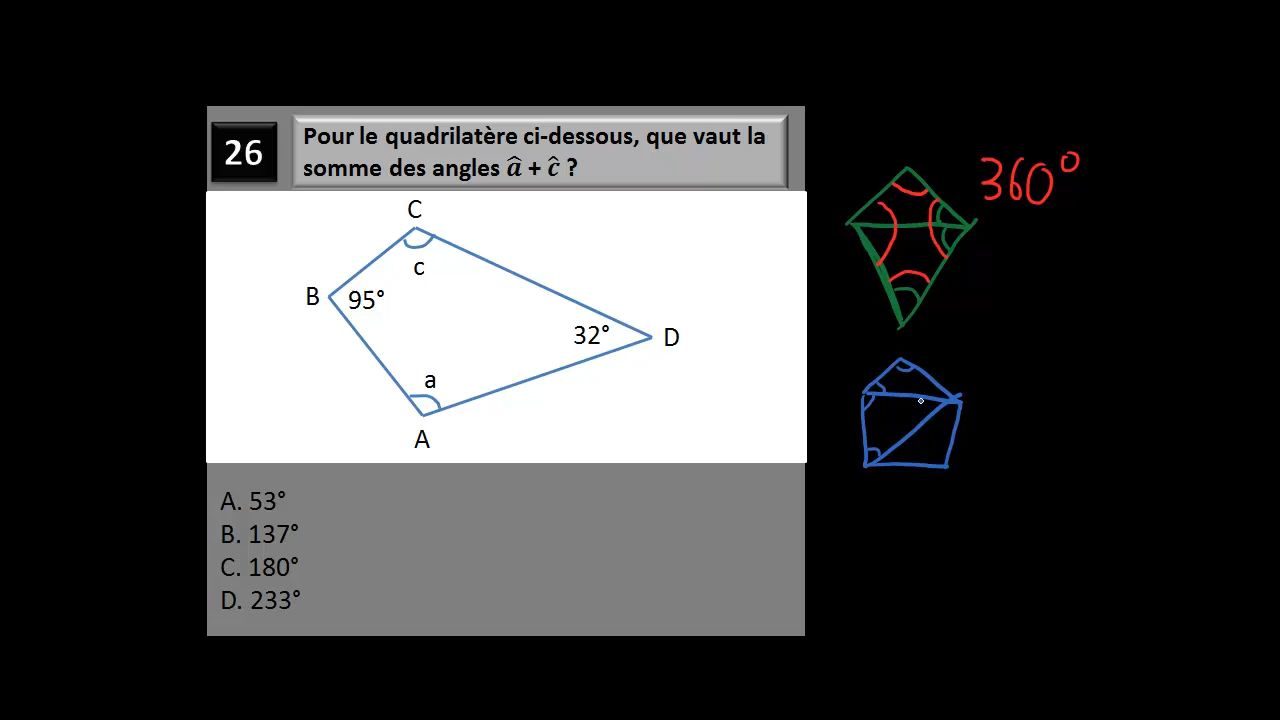 26
Pour le quadrilatère ci-dessous, que vaut la
somme des angles â + ĉ ?
360°
C
c
B
95°
32°
D
a
A
A. 53°
B. 137°
C. 180°
D. 233°